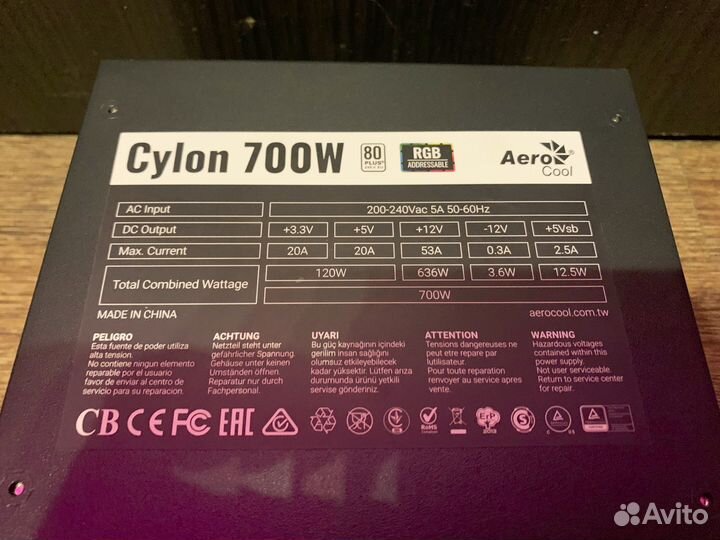 Cylon 700W
80
PLUS
RGB
ADDRESSABLE
Aero
Cool
AC Input 200-240Vac 5A 50-60Hz
DC Output +3.3V +5V +12V -12V +5Vsb
Max. Current 20A 20A 53A 0.3A 2.5A
Total Combined Wattage 120W 636W 3.6W 12.5W
700W
MADE IN CHINA
aerocool.com.tw
PELIGRO
Esta fuente de poder utiliza
alta tension.
No contiene ningun elemento
reparable por el usuario
favor de enviar al centro de
servicio para su reparacion.
ACHTUNG
Netzteil steht unter
gefährlicher Spannung.
Gehäuse unter keinen
Umständen öffnen.
Reparatur nur durch
Fachpersonal.
UYARI
Bu güç kaynağının içindeki
gerilim insan sağlığını
olumsuz etkileyebilecek
kadar yüksektir. Lütfen arıza
durumunda ürünü yetkili
servise gönderiniz.
ATTENTION
Tensions dangereuses ne
peut etre repare par
l'utilizer.
Pour toute reparation
renvoyer au service apres
vente.
WARNING
Hazardous voltages
contained within this
power supply.
Not user serviceable.
Return to service center
for repair.
CB CE FC EAC
RoHS
ErP
Avito